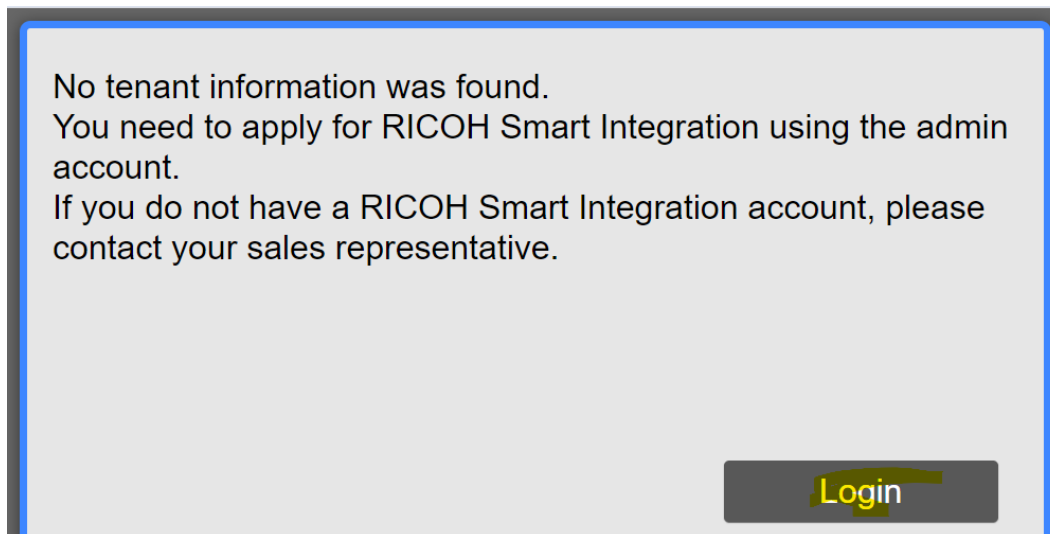 No tenant information was found.
You need to apply for RICOH Smart Integration using the admin
account.
If you do not have a RICOH Smart Integration account, please
contact your sales representative.
Login